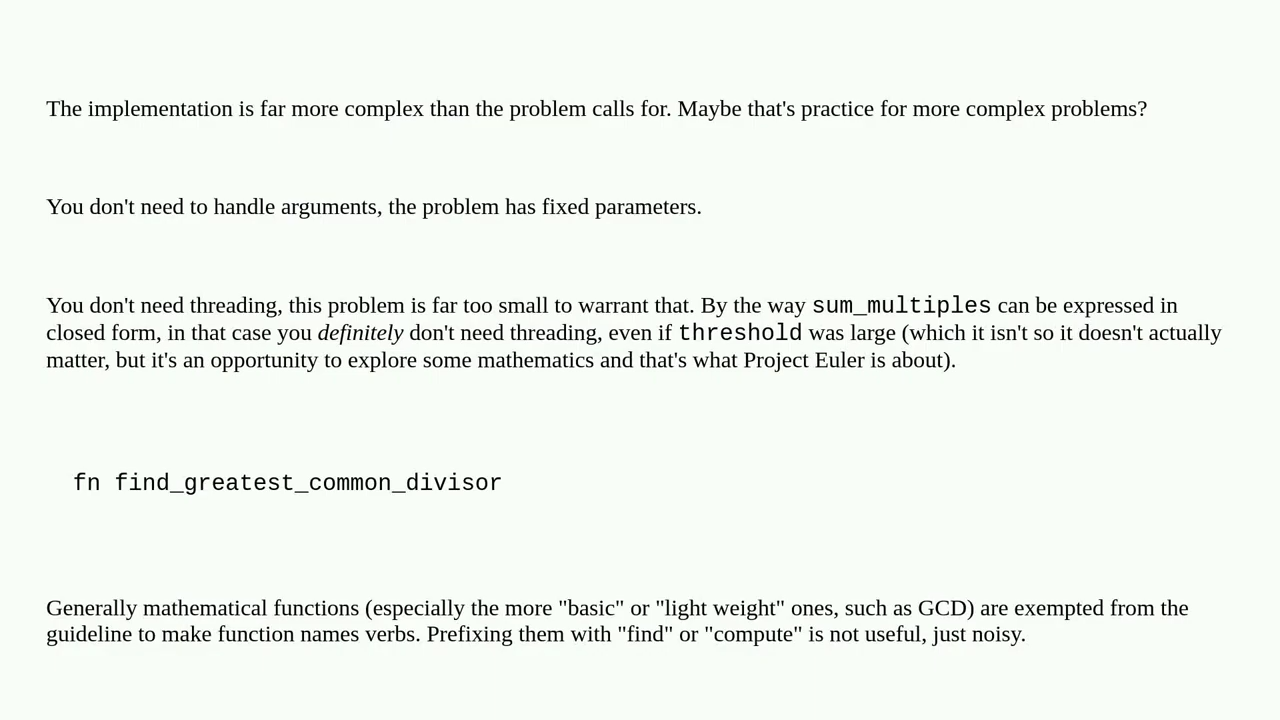 The implementation is far more complex than the problem calls for. Maybe that's practice for more complex problems?
You don't need to handle arguments, the problem has fixed parameters.
You don't need threading, this problem is far too small to warrant that. By the way sum_multiples can be expressed in
closed form, in that case you definitely don't need threading, even if threshold was large (which it isn't so it doesn't actually
matter, but it's an opportunity to explore some mathematics and that's what Project Euler is about).
fn find_greatest_common_divisor
Generally mathematical functions (especially the more "basic" or "light weight" ones, such as GCD) are exempted from the
guideline to make function names verbs. Prefixing them with "find" or "compute" is not useful, just noisy.